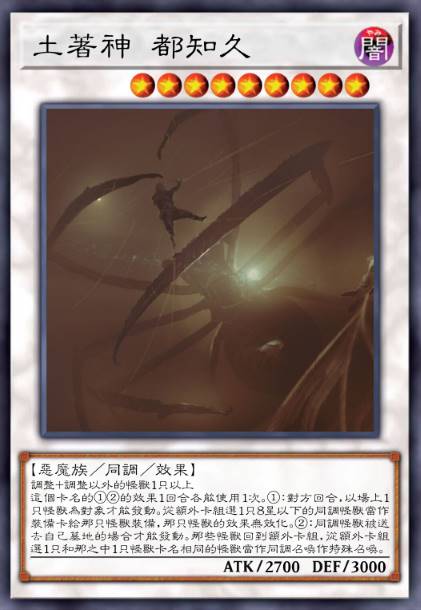 土著神 都知久
やみ
闇
【惡魔族／同調／效果】
調整+調整以外的怪獸1只以上
這個卡名的①②的效果1回合各能使用1次。①:對方回合,以場上1
只怪獸為對象才能發動。從額外卡組選1只8星以下的同調怪獸當作
裝備卡給那只怪獸裝備,那只怪獸的效果無效化。②:同調怪獸被送
去自己墓地的場合才能發動。那些怪獸回到額外卡組,從額外卡組
選1只和那之中1只怪獸卡名相同的怪獸當作同調召喚作特殊召喚。
ATK/2700 DEF/3000